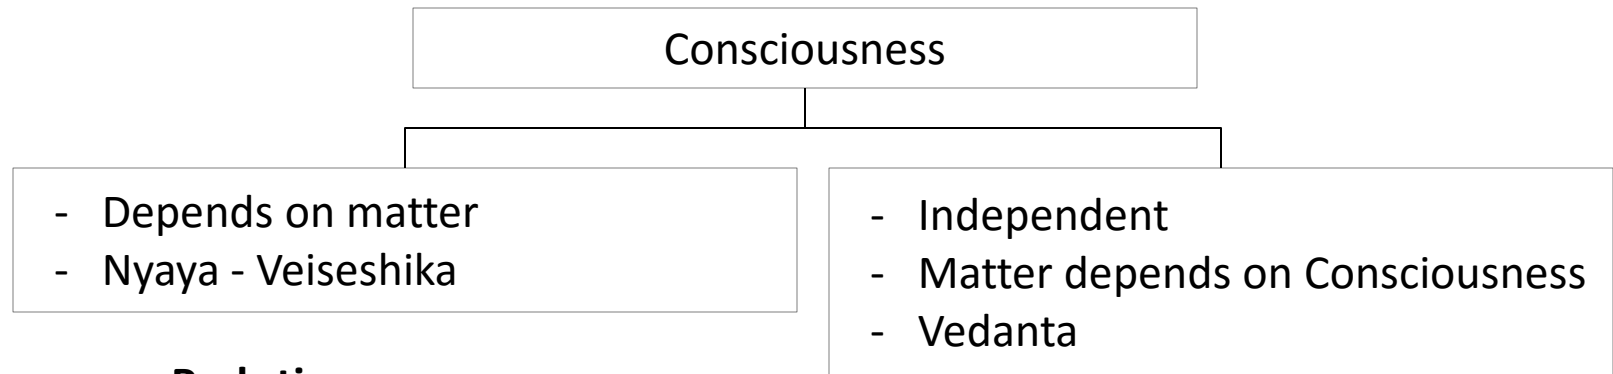 Consciousness
- Depends on matter
- Nyaya - Veiseshika
- Independent
- Matter depends on Consciousness
- Vedanta